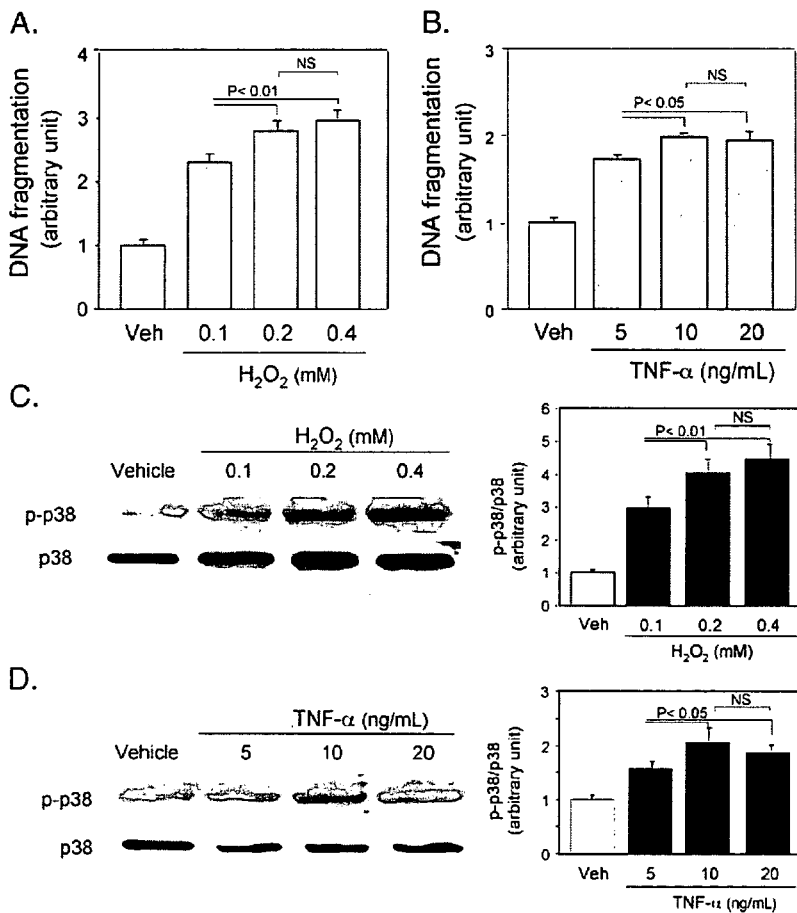 A.
DNA fragmentation
(arbitrary unit)
4
3
2
1
0
P< 0.01
NS
Veh
0.1
0.2
0.4
H₂O₂ (mM)
B.
DNA fragmentation
(arbitrary unit)
3
2
1
0
P< 0.05
NS
Veh
5
10
20
TNF-α (ng/mL)
C.
H₂O₂ (mM)
Vehicle
0.1
0.2
0.4
p-p38
p38
p-p38/p38
(arbitrary unit)
6
5
4
3
2
1
0
P< 0.01
NS
Veh
0.1
0.2
0.4
H₂O₂ (mM)
D.
TNF-α (ng/mL)
Vehicle
5
10
20
p-p38
p38
p-p38/p38
(arbitrary unit)
3
2
1
0
P< 0.05
NS
Veh
5
10
20
TNF-α (ng/mL)